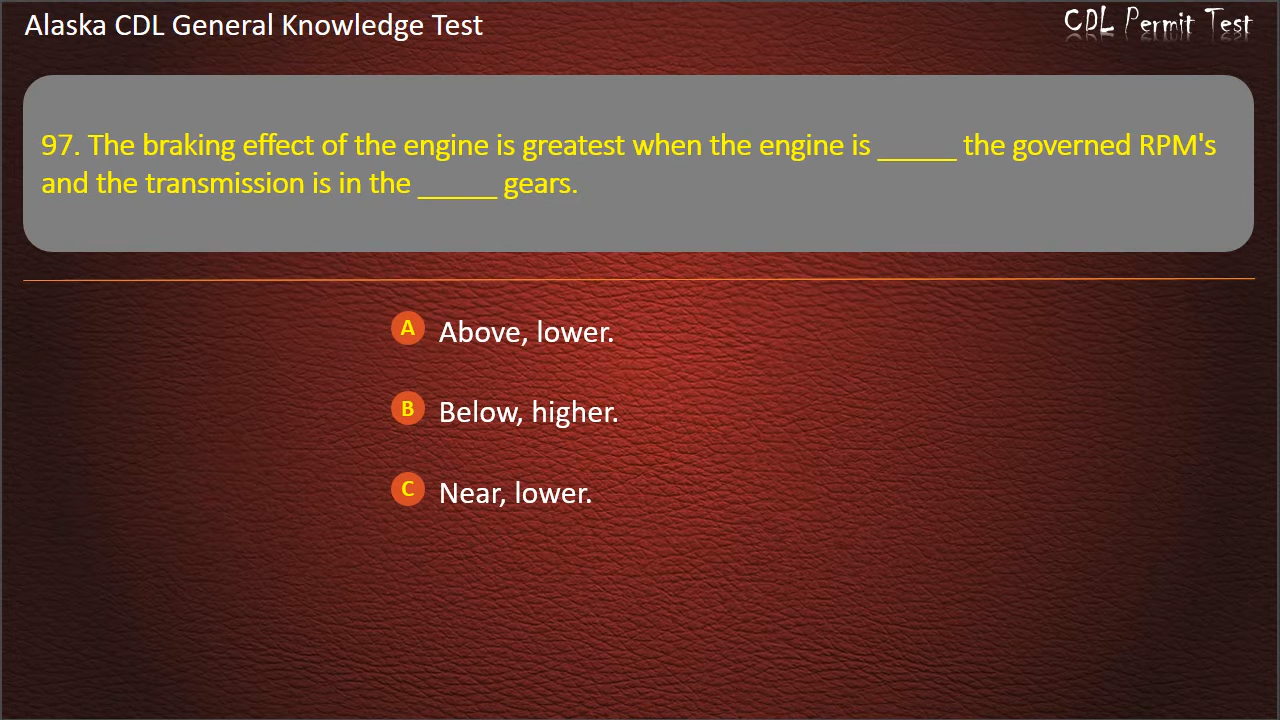 Alaska CDL General Knowledge Test
CDL Permit Test
97. The braking effect of the engine is greatest when the engine is _____ the governed RPM's
and the transmission is in the _____ gears.
A Above, lower.
B Below, higher.
C Near, lower.